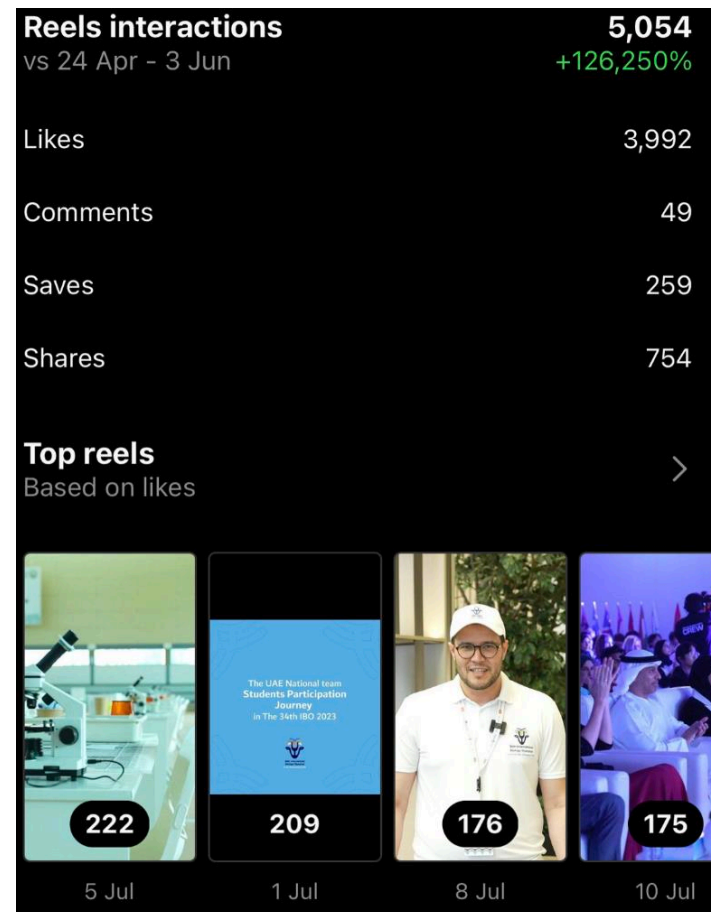 Reels interactions 5,054
vs 24 Apr - 3 Jun +126,250%
Likes 3,992
Comments 49
Saves 259
Shares 754
Top reels
Based on likes
The UAE National team
Students Participation
Journey
in The 34th IBO 2023
CREW
222 209 176 175
5 Jul 1 Jul 8 Jul 10 Jul